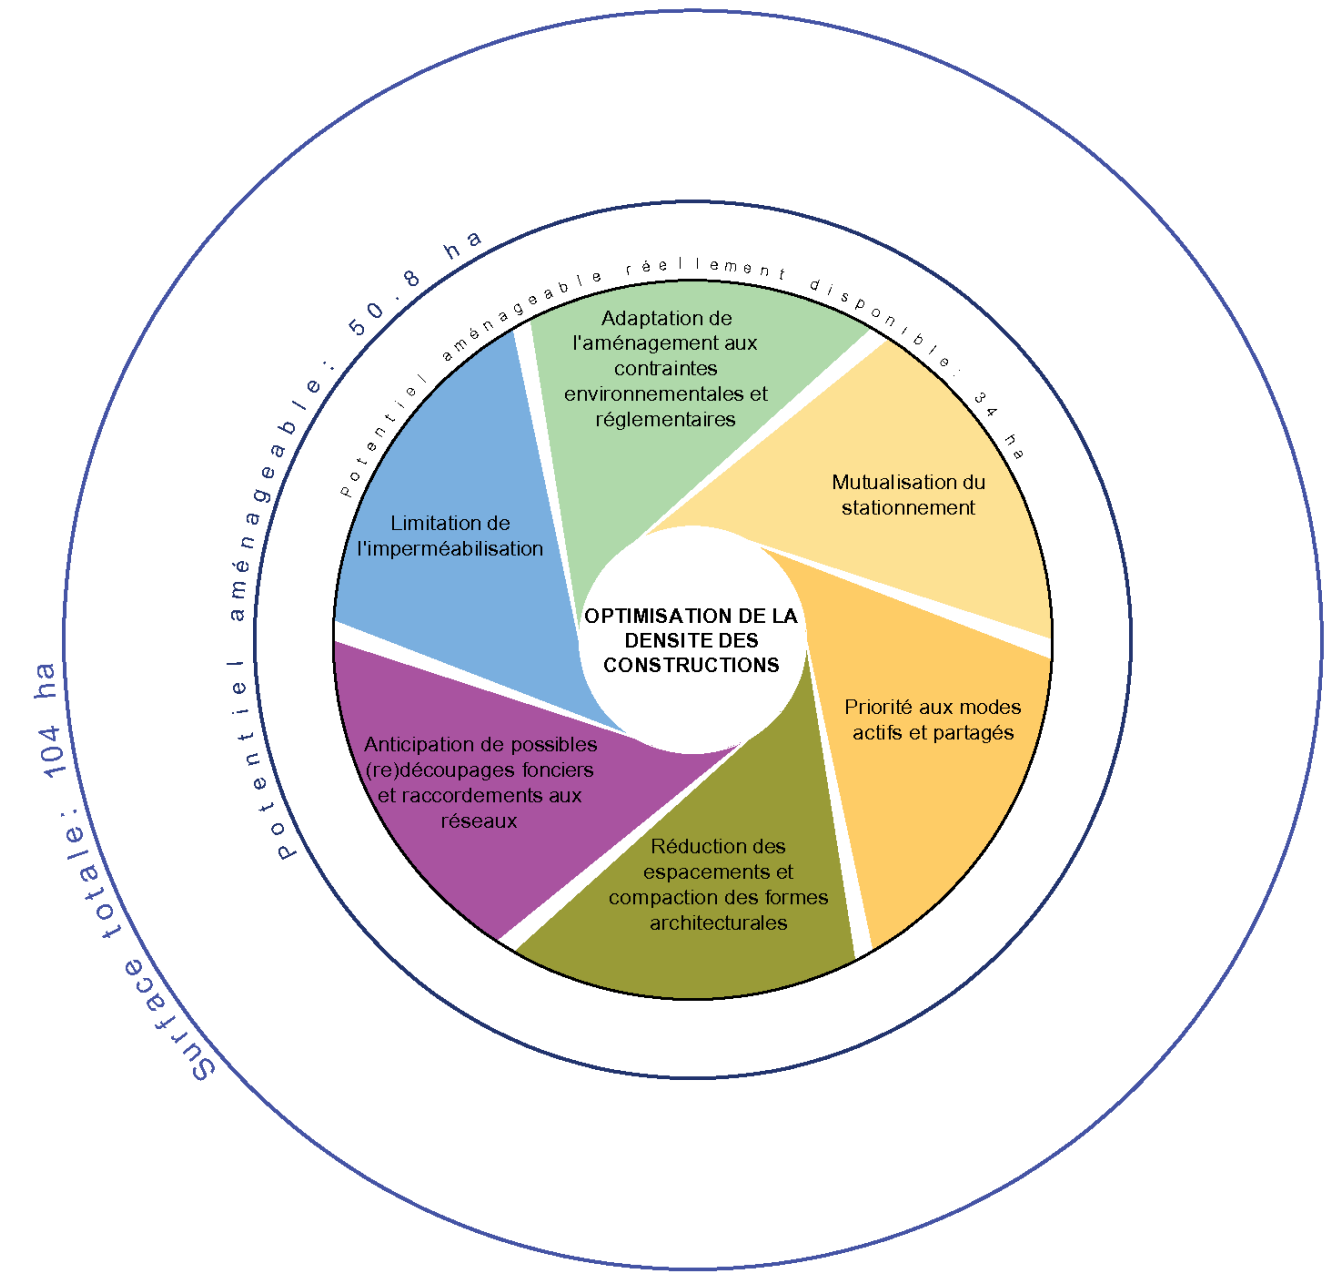 Surface totale: 104 ha
Potentiel aménageable: 50.8 ha
Potentiel aménageable réellement disponible: 34 ha
Adaptation de
l'aménagement aux
contraintes
environnementales et
réglementaires
Mutualisation du
stationnement
Priorité aux modes
actifs et partagés
Réduction des
espacements et
compaction des formes
architecturales
Anticipation de possibles
(re)découpages fonciers
et raccordements aux
réseaux
Limitation de
l'imperméabilisation
OPTIMISATION DE LA
DENSITE DES
CONSTRUCTIONS